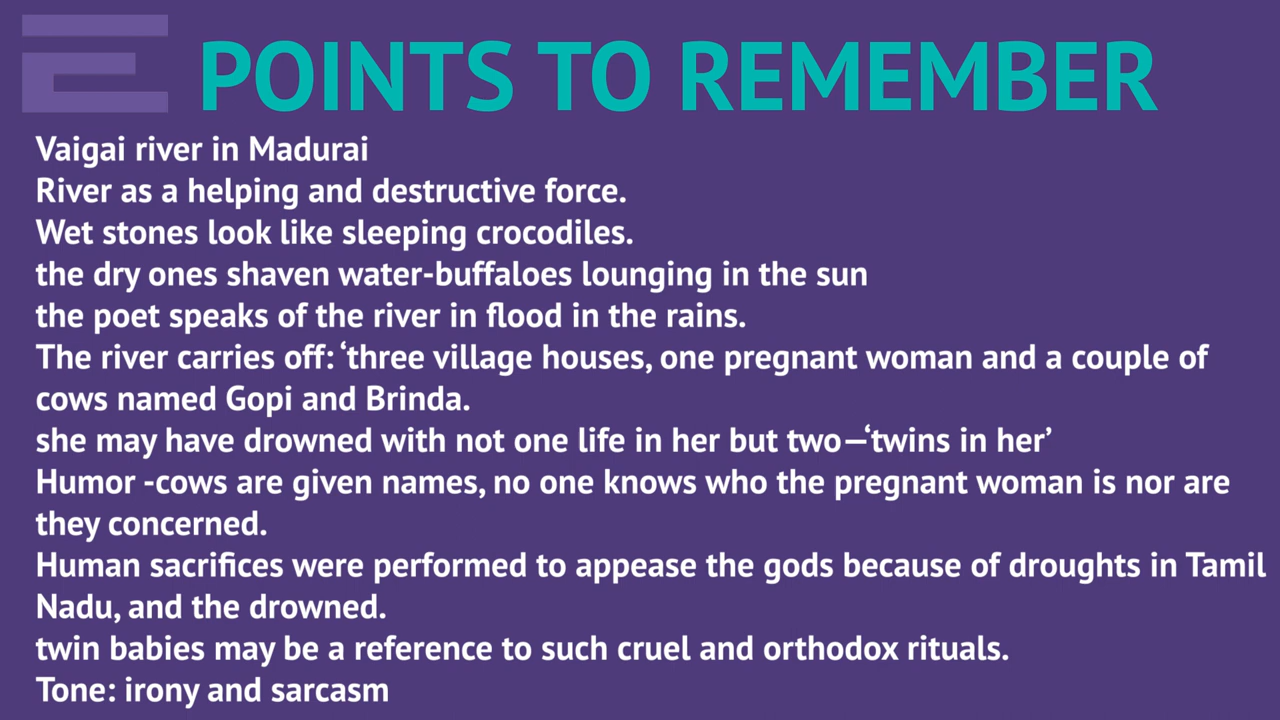 POINTS TO REMEMBER
Vaigai river in Madurai
River as a helping and destructive force.
Wet stones look like sleeping crocodiles.
the dry ones shaven water-buffaloes lounging in the sun
the poet speaks of the river in flood in the rains.
The river carries off: ‘three village houses, one pregnant woman and a couple of
cows named Gopi and Brinda.
she may have drowned with not one life in her but two—‘twins in her’
Humor -cows are given names, no one knows who the pregnant woman is nor are
they concerned.
Human sacrifices were performed to appease the gods because of droughts in Tamil
Nadu, and the drowned.
twin babies may be a reference to such cruel and orthodox rituals.
Tone: irony and sarcasm